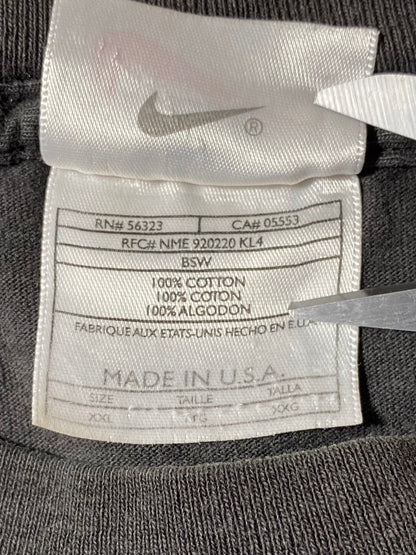 ®
RN# 56323 CA# 05553
RFC# NME 920220 KL4
BSW
100% COTTON
100% COTON
100% ALGODON
FABRIQUE AUX ETATS-UNIS HECHO EN E.U.A
MADE IN U.S.A.
SIZE TAILLE TALLA
XXL XXG